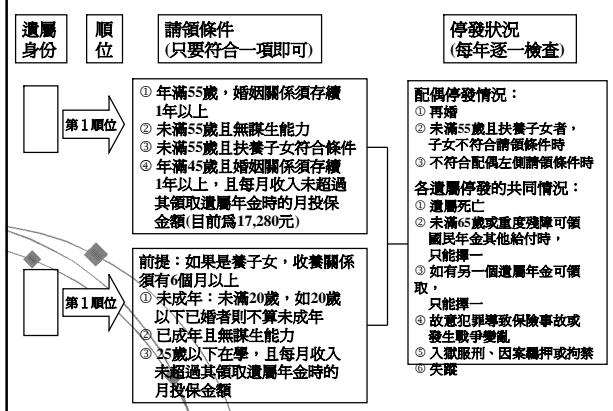 遺屬
身份
順
位
請領條件
(只要符合一項即可)
停發狀況
(每年逐一檢查)
第1順位
① 年滿55歲，婚姻關係須存續
1年以上
② 未滿55歲且無謀生能力
③ 未滿55歲且扶養子女符合條件
④ 年滿45歲且婚姻關係須存續
1年以上，且每月收入未超過
其領取遺屬年金時的月投保
金額(目前為17,280元)
第1順位
前提：如果是養子女，收養關係
須有6個月以上
① 未成年：未滿20歲，如20歲
以下已婚者則不算未成年
② 已成年且無謀生能力
③ 25歲以下在學，且每月收入
未超過其領取遺屬年金時的
月投保金額
配偶停發情況：
① 再婚
② 未滿55歲且扶養子女者，
子女不符合請領條件時
③ 不符合配偶左側請領條件時
各遺屬停發的共同情況：
① 遺屬死亡
② 未滿65歲或重度殘障可領
國民年金其他給付時，
只能擇一
③ 如有另一個遺屬年金可領
取，
只能擇一
④ 故意犯罪導致保險事故或
發生戰爭變亂
⑤ 入獄服刑、因案羈押或拘禁
⑥ 失蹤